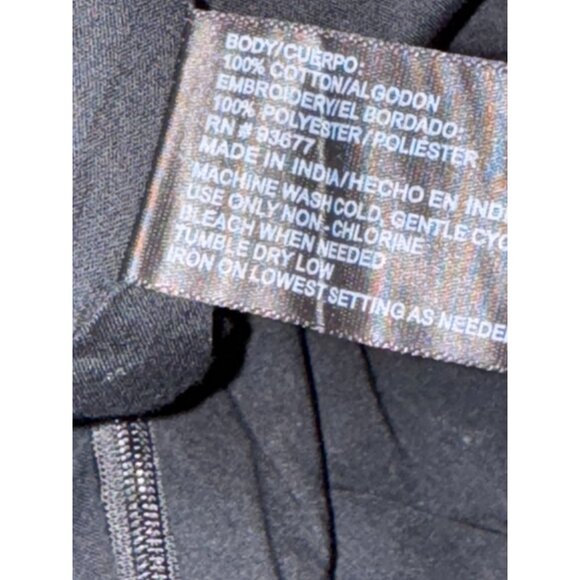 BODY/CUERPO:
100% COTTON/ALGODON
EMBROIDERY/EL BORDADO:
100% POLYESTER/POLIESTER
RN # 93677
MADE IN INDIA/HECHO EN INDI
MACHINE WASH COLD, GENTLE CYC
USE ONLY NON-CHLORINE
BLEACH WHEN NEEDED
TUMBLE DRY LOW
IRON ON LOWEST SETTING AS NEEDED